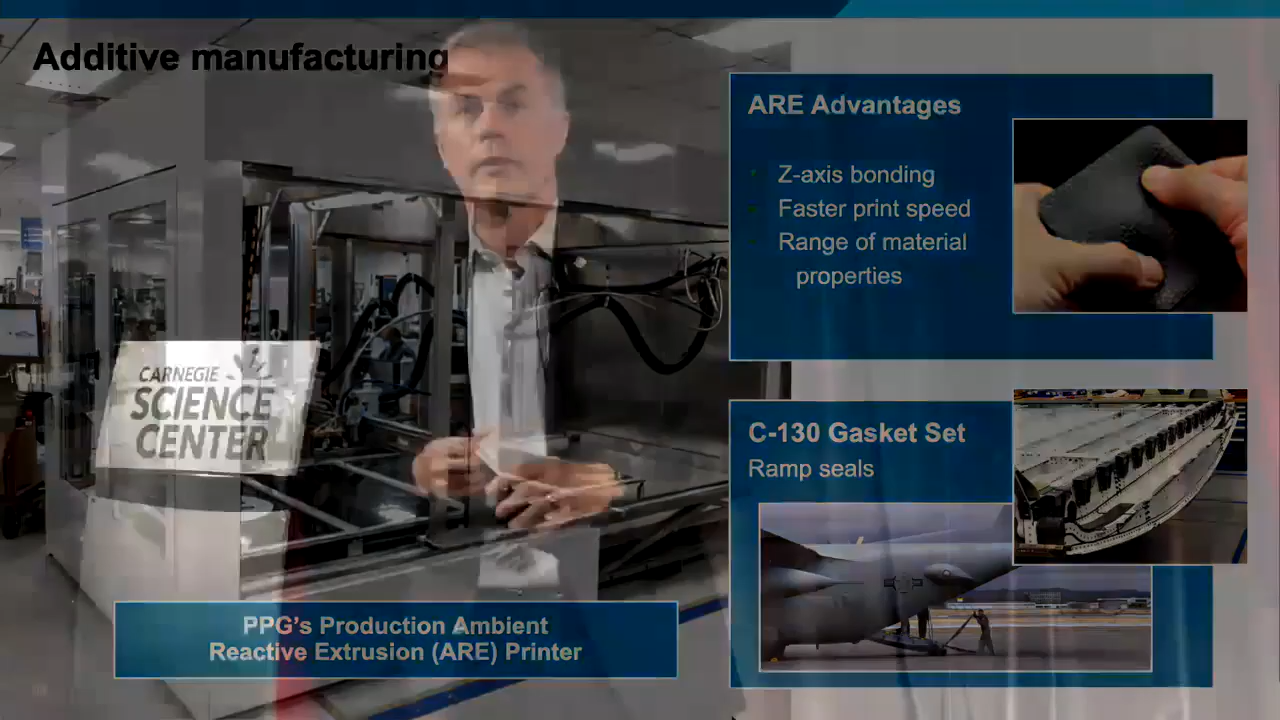 Additive manufacturing
ARE Advantages
Z-axis bonding
Faster print speed
Range of material
properties
CARNEGIE
SCIENCE
CENTER
C-130 Gasket Set
Ramp seals
PPG's Production Ambient
Reactive Extrusion (ARE) Printer